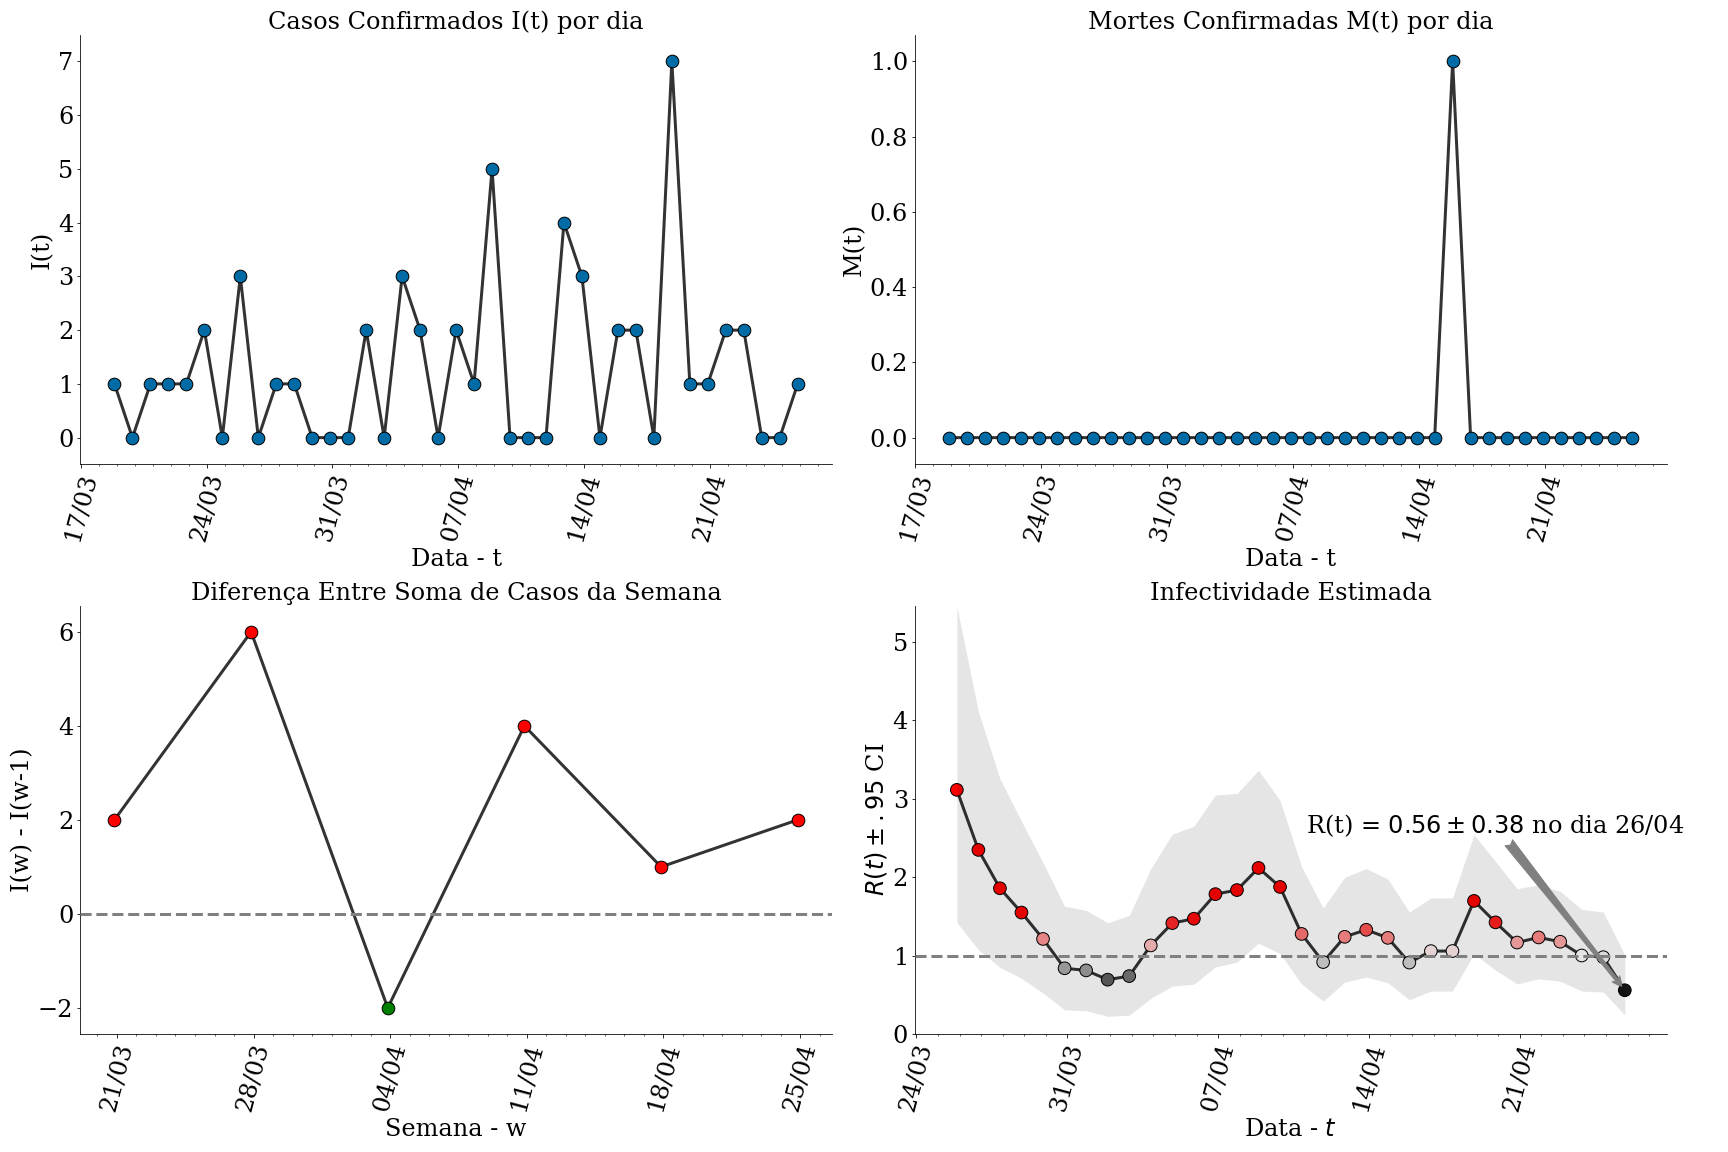 Casos Confirmados I(t) por dia
I(t)
7
6
5
4
3
2
1
0
17/03 24/03 31/03 07/04 14/04 21/04
Data - t
Mortes Confirmadas M(t) por dia
M(t)
1.0
0.8
0.6
0.4
0.2
0.0
17/03 24/03 31/03 07/04 14/04 21/04
Data - t
Diferença Entre Soma de Casos da Semana
I(w) - I(w-1)
6
4
2
0
−2
21/03 28/03 04/04 11/04 18/04 25/04
Semana - w
Infectividade Estimada
R(t) ± .95 CI
5
4
3
2
1
0
R(t) = 0.56 ± 0.38 no dia 26/04
24/03 31/03 07/04 14/04 21/04
Data - t